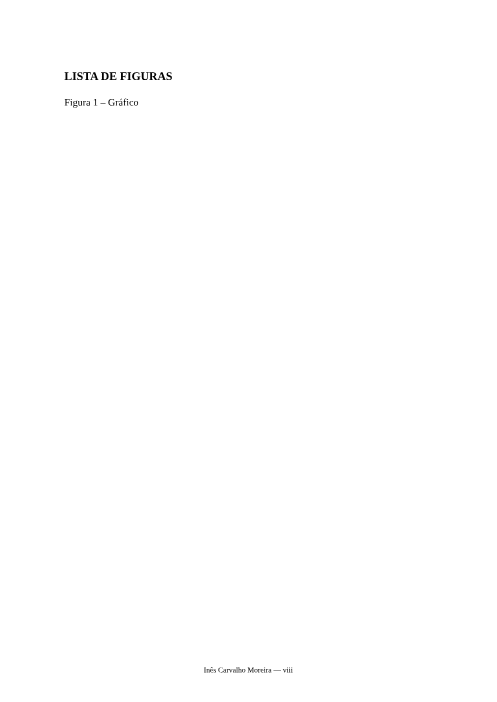 LISTA DE FIGURAS
Figura 1 – Gráfico
Inês Carvalho Moreira — viii